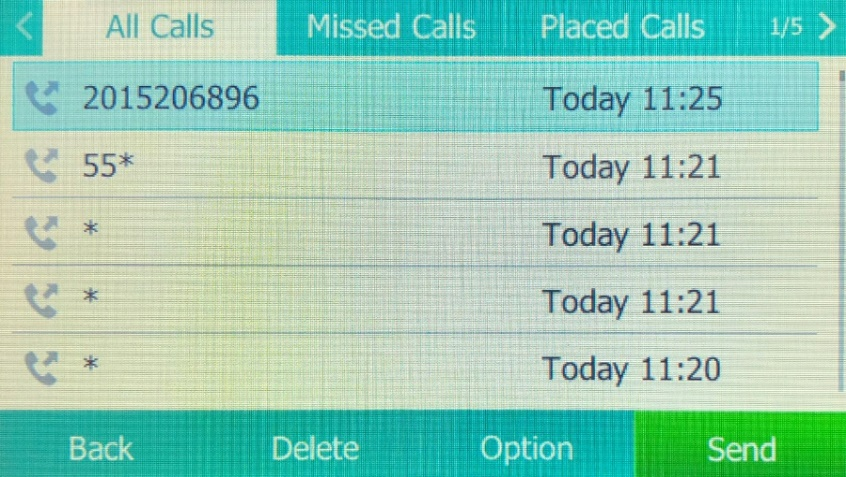 All Calls Missed Calls Placed Calls 1/5
2015206896 Today 11:25
55* Today 11:21
* Today 11:21
* Today 11:21
* Today 11:20
Back Delete Option Send